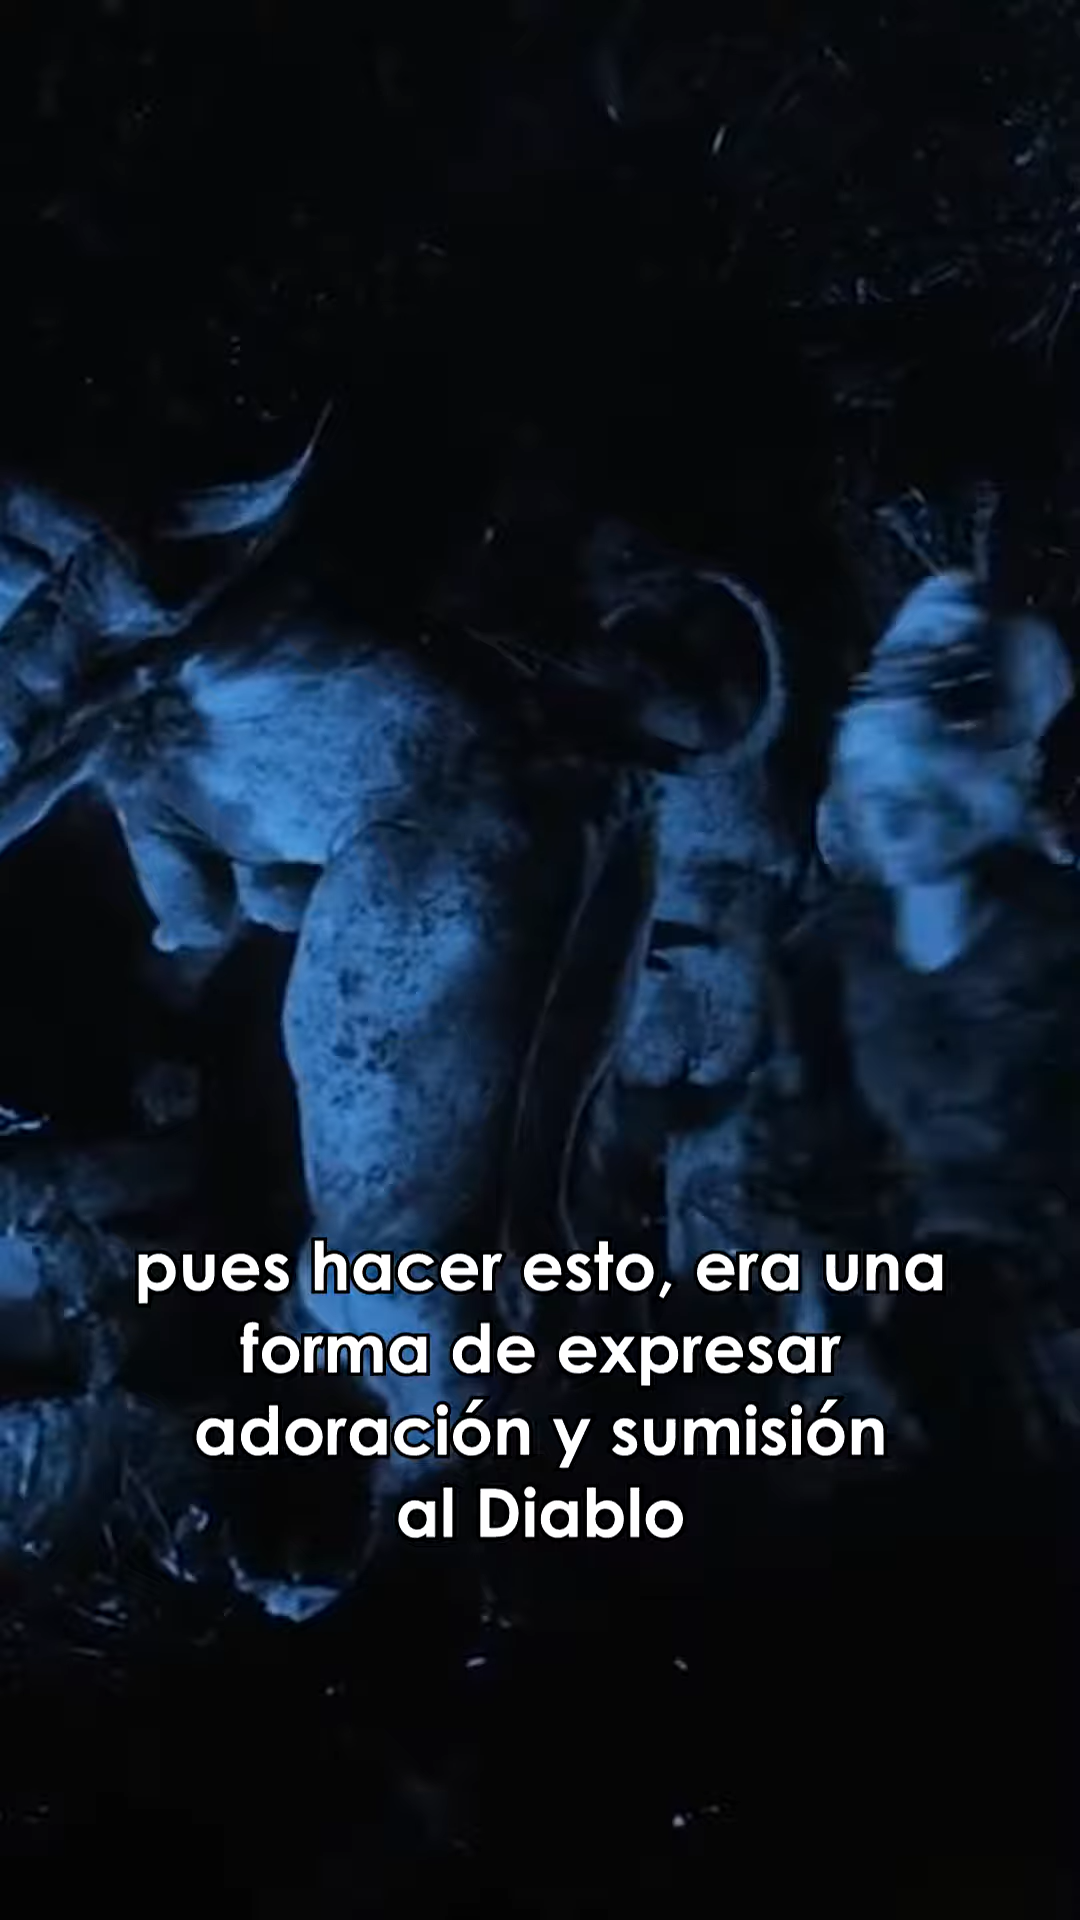 pues hacer esto, era una
forma de expresar
adoración y sumisión
al Diablo